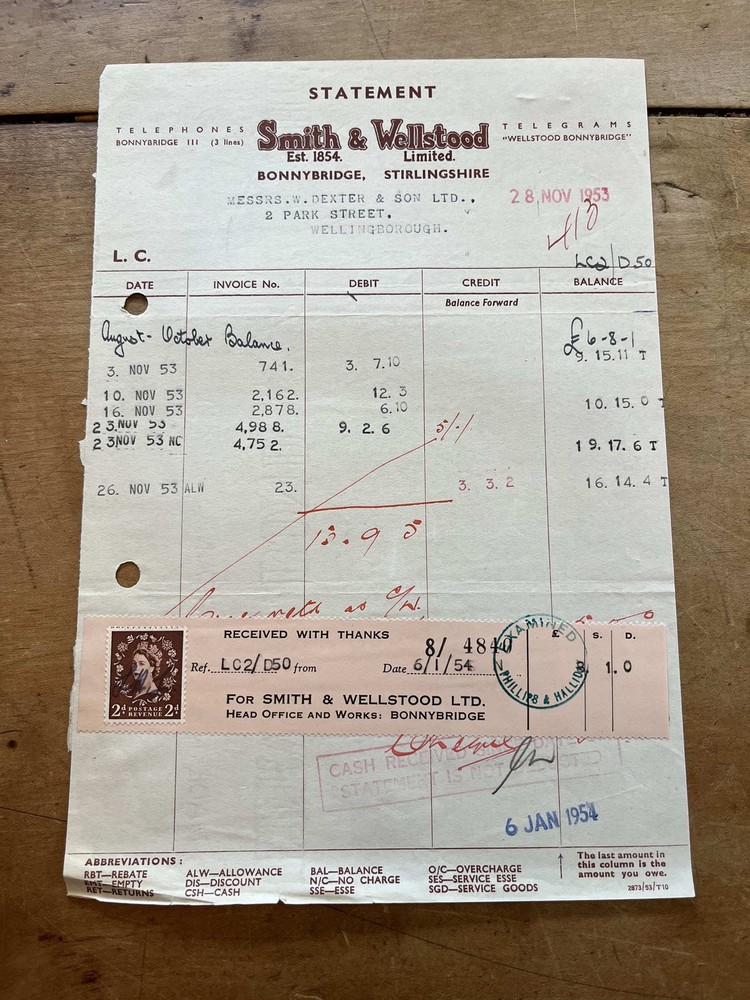 STATEMENT
TELEPHONES
BONNYBRIDGE 111 (3 lines)
Smith & Wellstood
Est. 1854. Limited.
BONNYBRIDGE, STIRLINGSHIRE
TELEGRAMS
"WELLSTOOD BONNYBRIDGE"
MESSRS.W.DEXTER & SON LTD.,
2 PARK STREET,
WELLINGBOROUGH.
28 NOV 1953
L. C.
LC2/D50
DATE INVOICE No. DEBIT CREDIT BALANCE
Balance Forward
August - October Balance. £6-8-1
3. NOV 53 741. 3. 7.10 9. 15.11 T
10. NOV 53 2,162. 12. 3
16. NOV 53 2,878. 6.10 10. 15. 0 T
23.NOV 53 4,988. 9. 2.6
23NOV 53 NC 4,752. 19. 17. 6 T
5/-/
26. NOV 53 ALW 23. 3. 3. 2 16. 14. 4 T
13. 9 5
RECEIVED WITH THANKS
8/ 4840
Ref. LC2/D50 from Date 6/1/54
£ S. D.
1. 0
FOR SMITH & WELLSTOOD LTD.
HEAD OFFICE AND WORKS: BONNYBRIDGE
2d POSTAGE REVENUE 2d
EXAMINED
PHILLIPS & HALLIDAY
CASH RECEIVED
STATEMENT IS NOT
6 JAN 1954
ABBREVIATIONS:
RBT—REBATE
EMT—EMPTY
RET—RETURNS
ALW—ALLOWANCE
DIS—DISCOUNT
CSH—CASH
BAL—BALANCE
N/C—NO CHARGE
SSE—ESSE
O/C—OVERCHARGE
SES—SERVICE ESSE
SGD—SERVICE GOODS
The last amount in
this column is the
amount you owe.
2873/53/T10